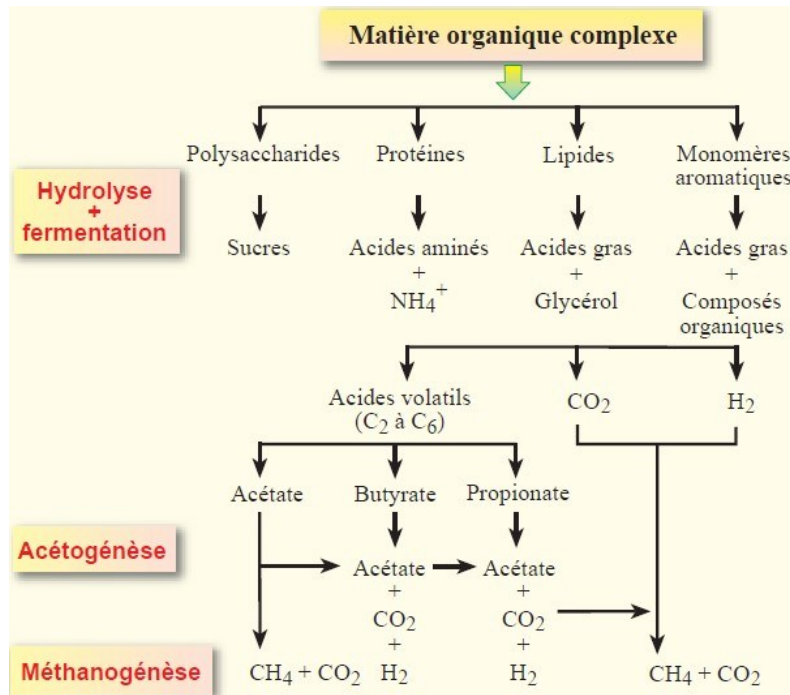 Matière organique complexe
Polysaccharides Protéines Lipides Monomères
aromatiques
Hydrolyse
+
fermentation
Sucres Acides aminés Acides gras Acides gras
+ + +
NH4+ Glycérol Composés
organiques
Acides volatils CO2 H2
(C2 à C6)
Acétate Butyrate Propionate
Acétogénèse
Acétate Acétate
+ +
CO2 CO2
+ +
Méthanogénèse
CH4 + CO2 H2 H2 CH4 + CO2